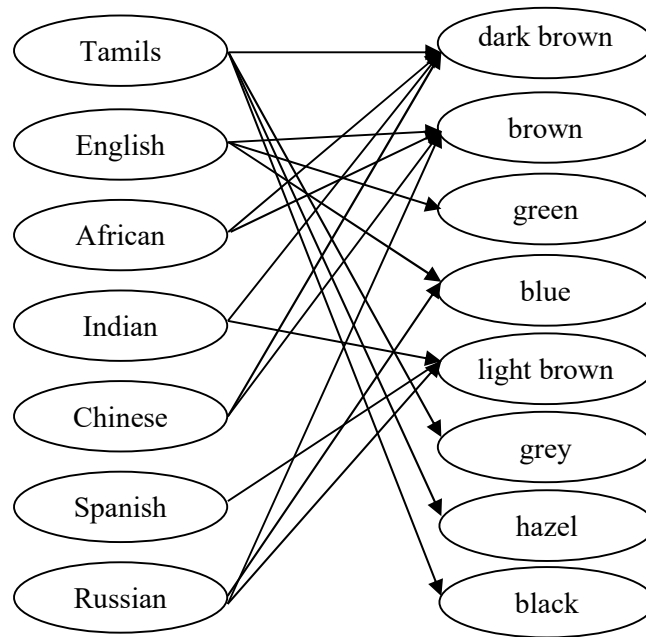 Tamils
English
African
Indian
Chinese
Spanish
Russian
dark brown
brown
green
blue
light brown
grey
hazel
black